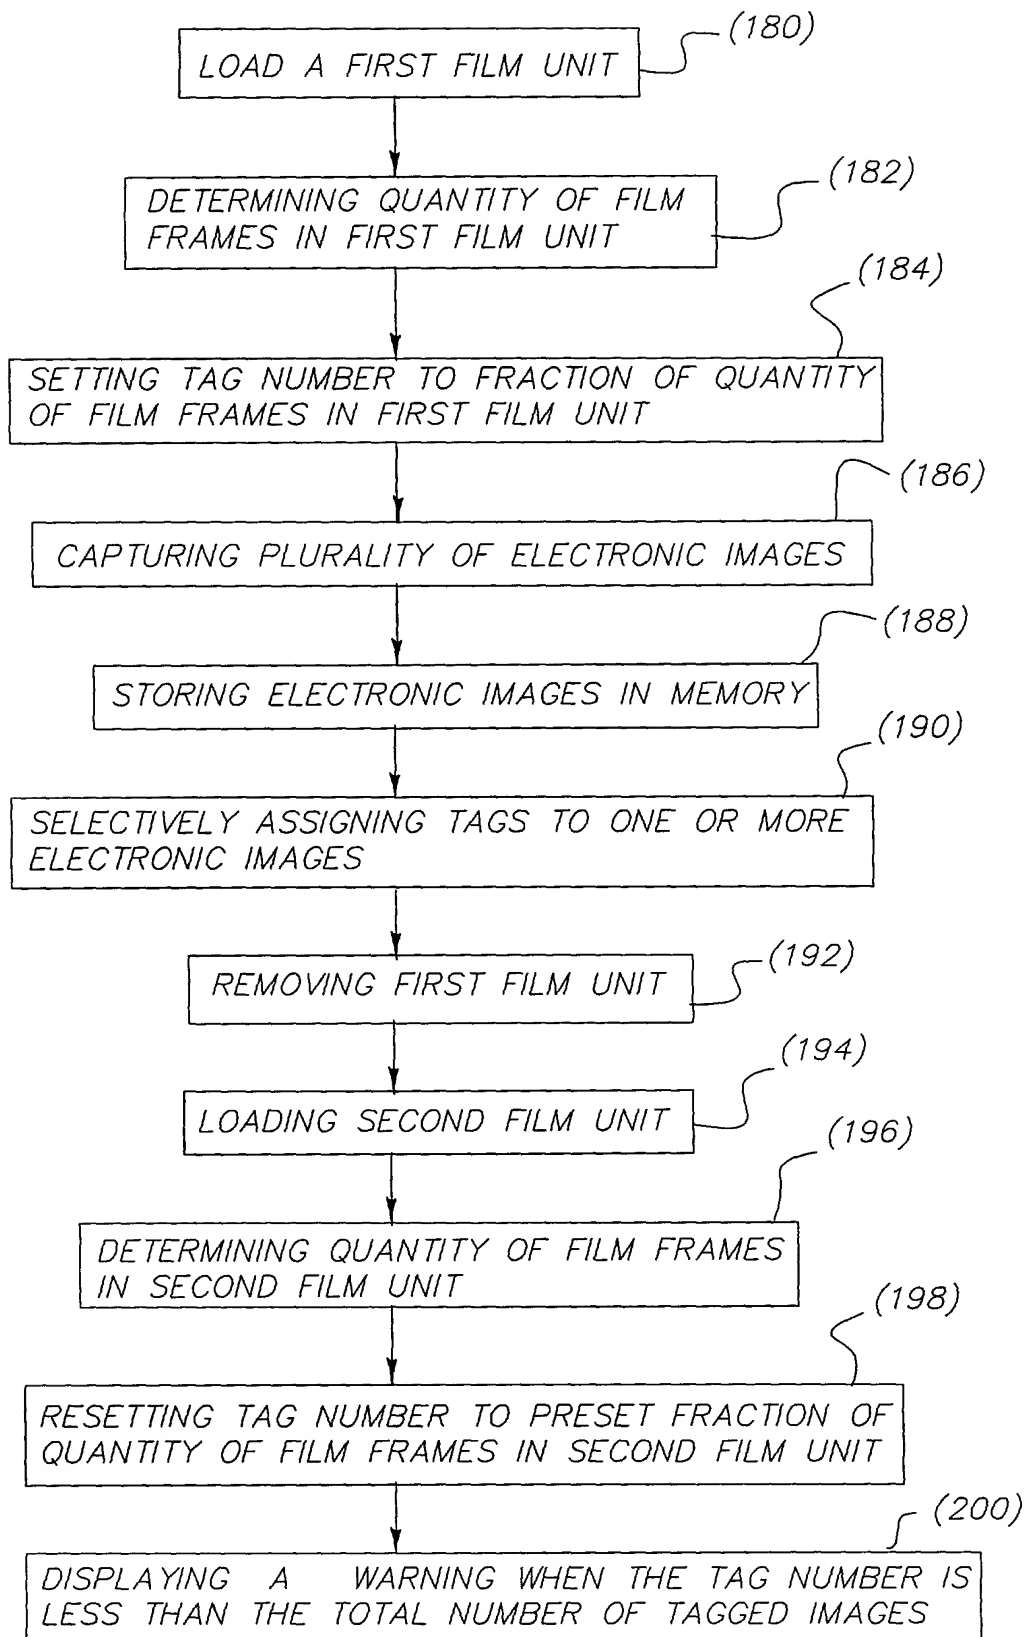 (180)
LOAD A FIRST FILM UNIT
(182)
DETERMINING QUANTITY OF FILM
FRAMES IN FIRST FILM UNIT
(184)
SETTING TAG NUMBER TO FRACTION OF QUANTITY
OF FILM FRAMES IN FIRST FILM UNIT
(186)
CAPTURING PLURALITY OF ELECTRONIC IMAGES
(188)
STORING ELECTRONIC IMAGES IN MEMORY
(190)
SELECTIVELY ASSIGNING TAGS TO ONE OR MORE
ELECTRONIC IMAGES
(192)
REMOVING FIRST FILM UNIT
(194)
LOADING SECOND FILM UNIT
(196)
DETERMINING QUANTITY OF FILM FRAMES
IN SECOND FILM UNIT
(198)
RESETTING TAG NUMBER TO PRESET FRACTION OF
QUANTITY OF FILM FRAMES IN SECOND FILM UNIT
(200)
DISPLAYING A WARNING WHEN THE TAG NUMBER IS
LESS THAN THE TOTAL NUMBER OF TAGGED IMAGES